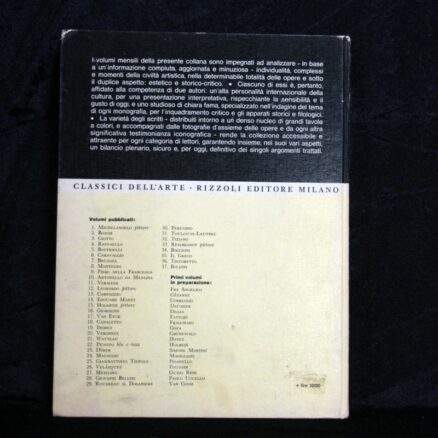 I volumi mensili della presente collana sono impegnati ad analizzare - in base
a un'informazione compiuta, aggiornata e minuziosa - individualità, complessi
e momenti della civiltà artistica, nella determinabile totalità delle opere e sotto
il duplice aspetto: estetico e storico-critico. • Ciascuno di essi è, pertanto,
affidato alla competenza di due autori: un'alta personalità internazionale della
cultura, per una presentazione interpretativa, rispecchiante la sensibilità e il
gusto di oggi, e uno studioso di chiara fama, specializzato nell'indagine del tema
di ogni monografia, per l'inquadramento critico e gli apparati storici e filologici.
• La varietà degli scritti - distribuiti intorno a un denso nucleo di grandi tavole
a colori, e accompagnati dalle fotografie d'assieme delle opere e da ogni altra
significativa testimonianza iconografica - rende la collezione accessibile e
attraente per ogni categoria di lettori, garantendo insieme, nei suoi vari aspetti,
un bilancio plenario, sicuro e, per oggi, definitivo dei singoli argomenti trattati.
CLASSICI DELL'ARTE · RIZZOLI EDITORE MILANO
Volumi pubblicati:
1. Michelangelo pittore
2. Bosch
3. Giotto
4. Raffaello
5. Botticelli
6. Caravaggio
7. Bruegel
8. Mantegna
9. Piero della Francesca
10. Antonello da Messina
11. Vermeer
12. Leonardo pittore
13. Carpaccio
14. Edouard Manet
15. Hogarth pittore
16. Giorgione
17. Van Eyck
18. Canaletto
19. Ingres
20. Veronese
21. Watteau
22. Picasso blu e rosa
23. Dürer
24. Masaccio
25. Giambattista Tiepolo
26. Velázquez
27. Memling
28. Giovanni Bellini
29. Rousseau il Doganiere
30. Perugino
31. Toulouse-Lautrec
32. Tiziano
33. Rembrandt pittore
34. Boccioni
35. El Greco
36. Tintoretto
37. Boldini
Primi volumi
in preparazione:
Fra Angelico
Cézanne
Correggio
Daumier
Degas
Fattori
Fragonard
Goya
Grünewald
Hayez
Holbein
Simone Martini
Modigliani
Pisanello
Poussin
Guido Reni
Paolo Uccello
Van Gogh
★ lire 1000